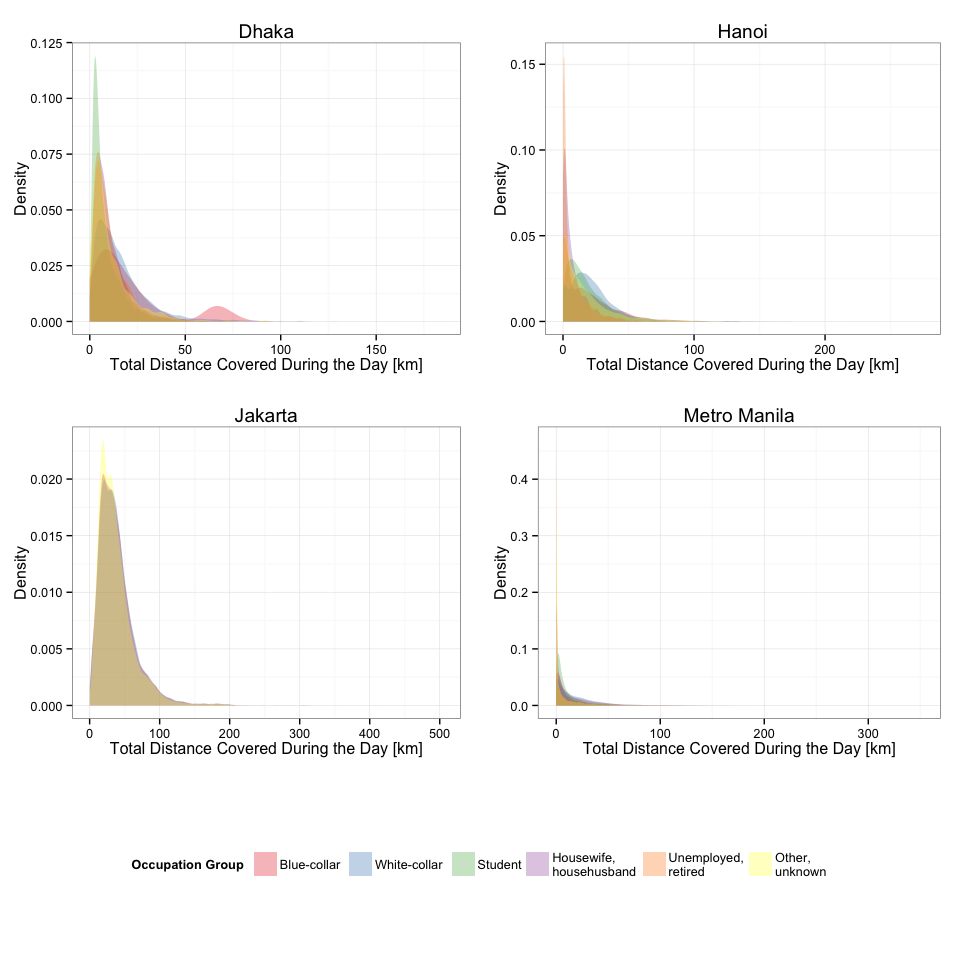 Dhaka
Hanoi
0.125
0.100
0.075
0.050
0.025
0.000
Density
0 50 100 150
Total Distance Covered During the Day [km]
0.15
0.10
0.05
0.00
Density
0 100 200
Total Distance Covered During the Day [km]
Jakarta
Metro Manila
0.020
0.015
0.010
0.005
0.000
Density
0 100 200 300 400 500
Total Distance Covered During the Day [km]
0.4
0.3
0.2
0.1
0.0
Density
0 100 200 300
Total Distance Covered During the Day [km]
Occupation Group
Blue-collar
White-collar
Student
Housewife,
househusband
Unemployed,
retired
Other,
unknown